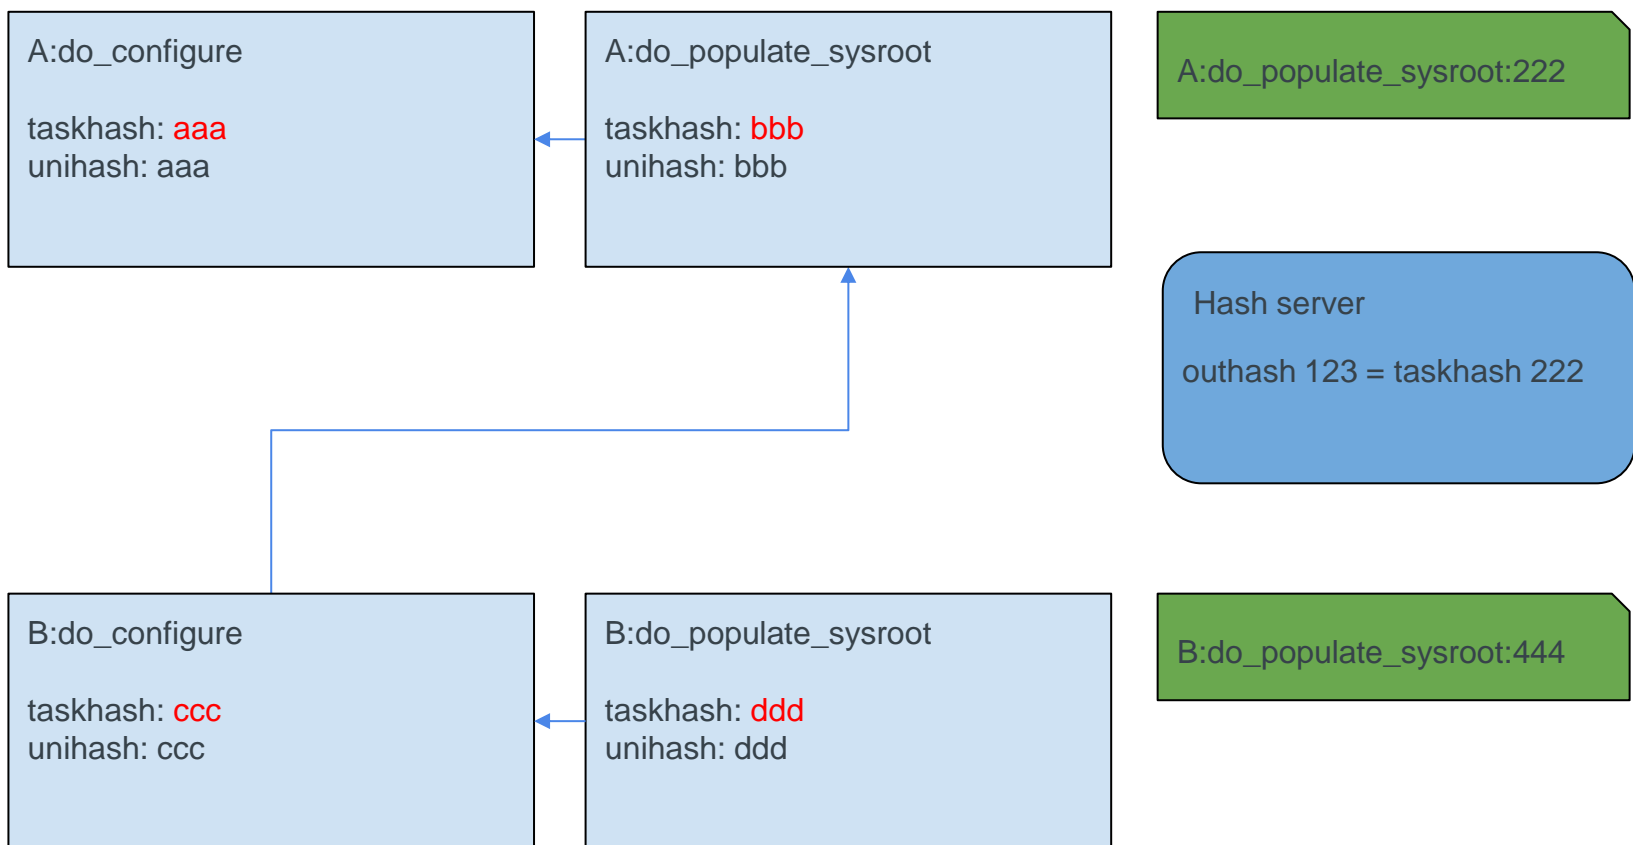 A:do_configure
taskhash: aaa
unihash: aaa
A:do_populate_sysroot
taskhash: bbb
unihash: bbb
A:do_populate_sysroot:222
Hash server
outhash 123 = taskhash 222
B:do_configure
taskhash: ccc
unihash: ccc
B:do_populate_sysroot
taskhash: ddd
unihash: ddd
B:do_populate_sysroot:444